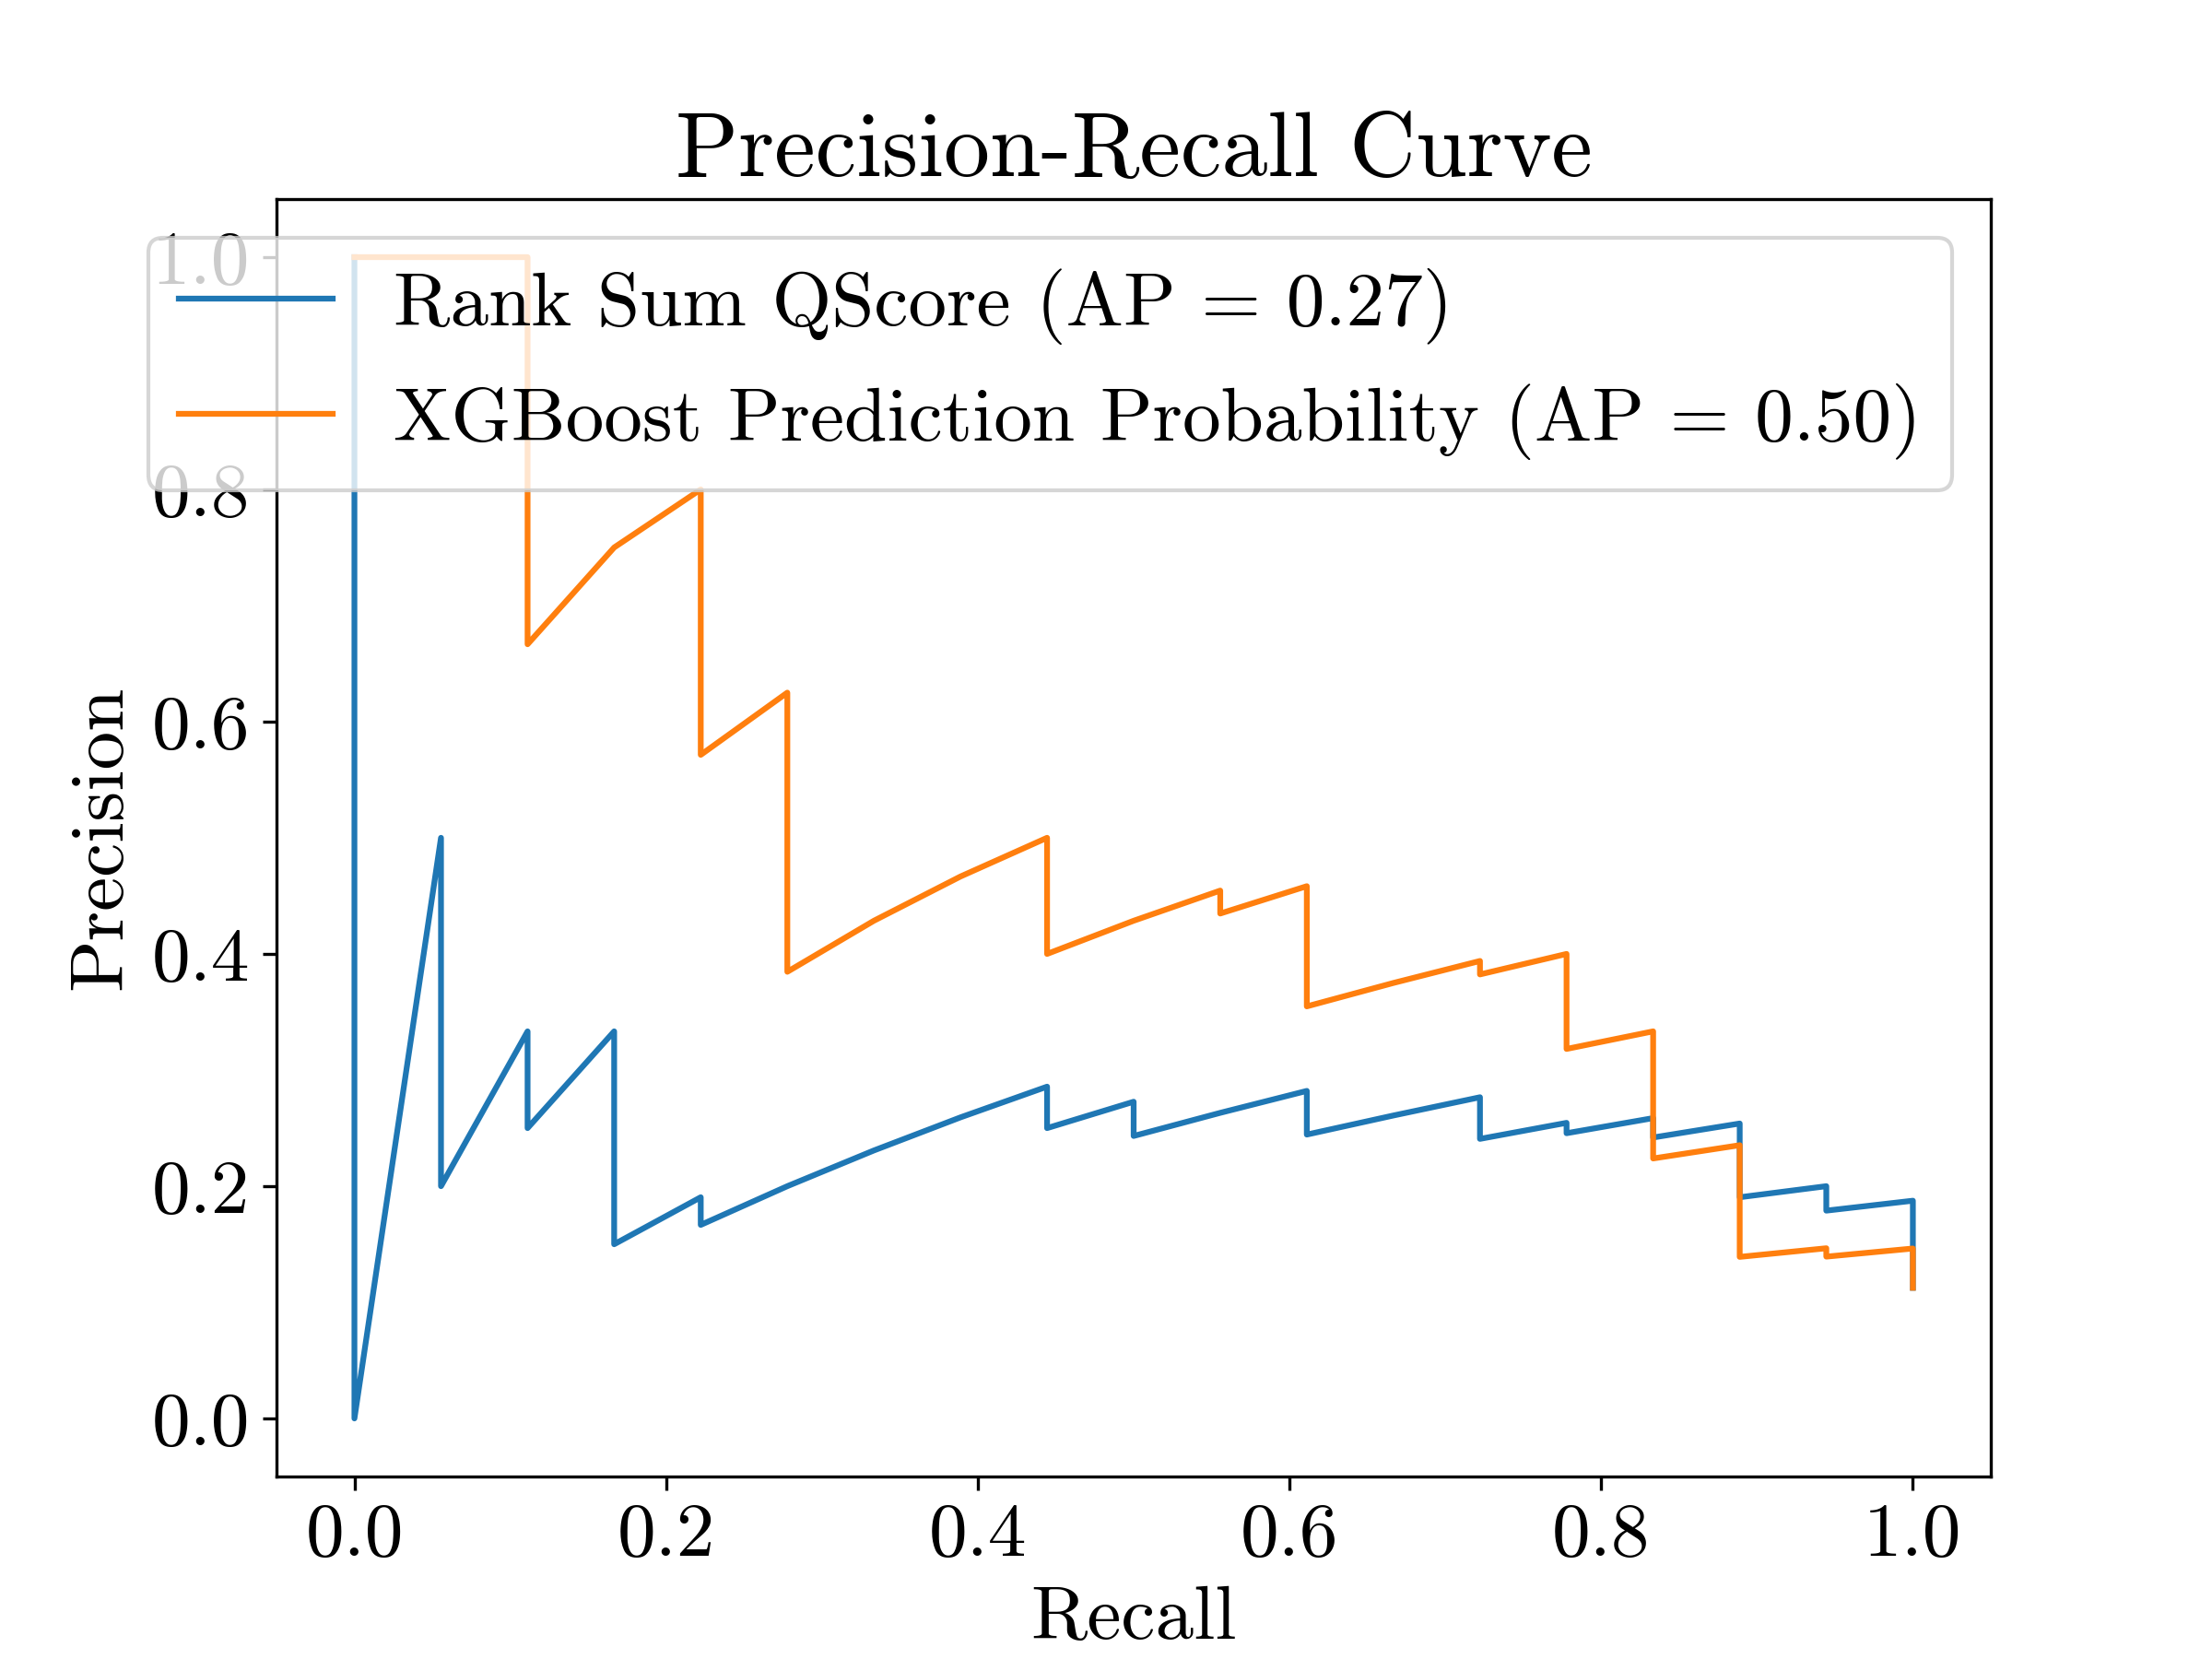 Precision-Recall Curve
1.0
Rank Sum QScore (AP = 0.27)
XGBoost Prediction Probability (AP = 0.50)
0.8
0.6
0.4
0.2
0.0
Precision
0.0 0.2 0.4 0.6 0.8 1.0
Recall